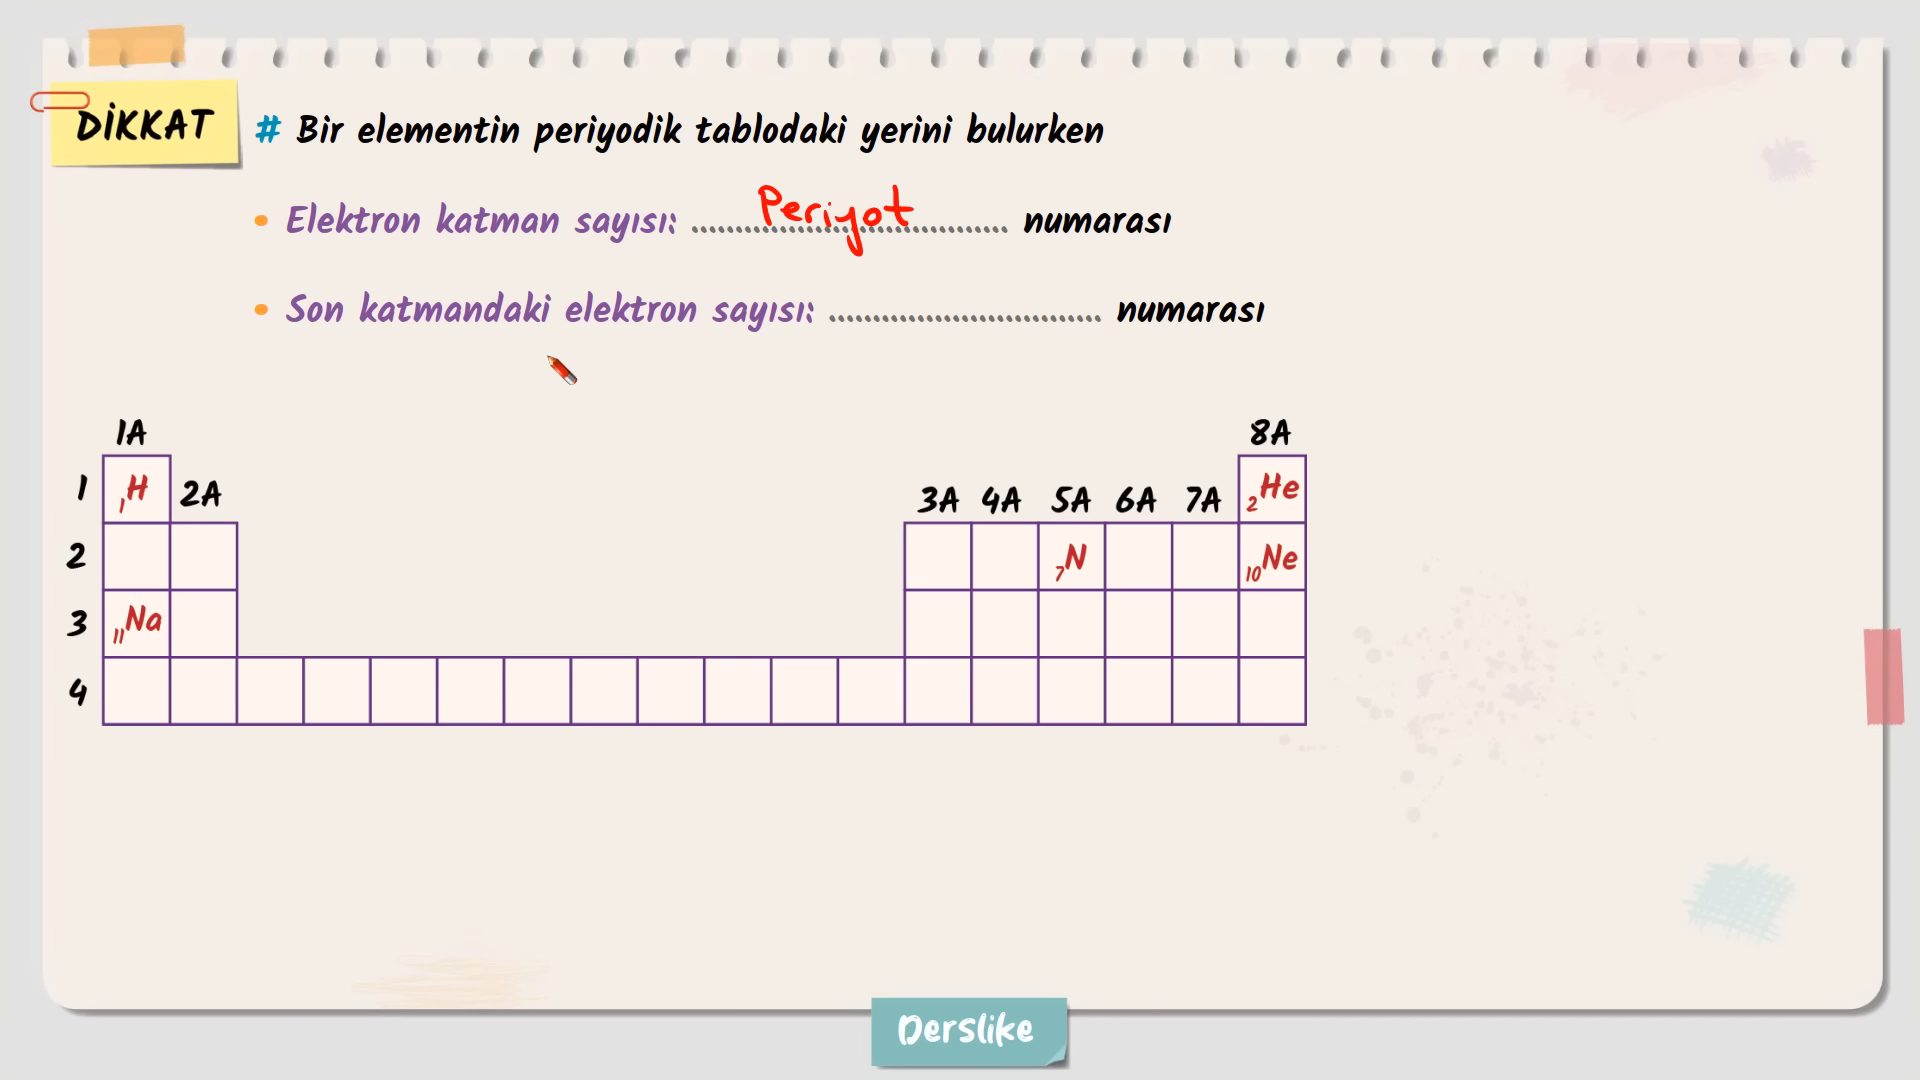 DİKKAT
# Bir elementin periyodik tablodaki yerini bulurken
• Elektron katman sayısı: Periyot numarası
• Son katmandaki elektron sayısı: .............................. numarası
1A 8A
1 1H 2A 3A 4A 5A 6A 7A 2He
2 7N 10Ne
3 11Na
4
Derslike